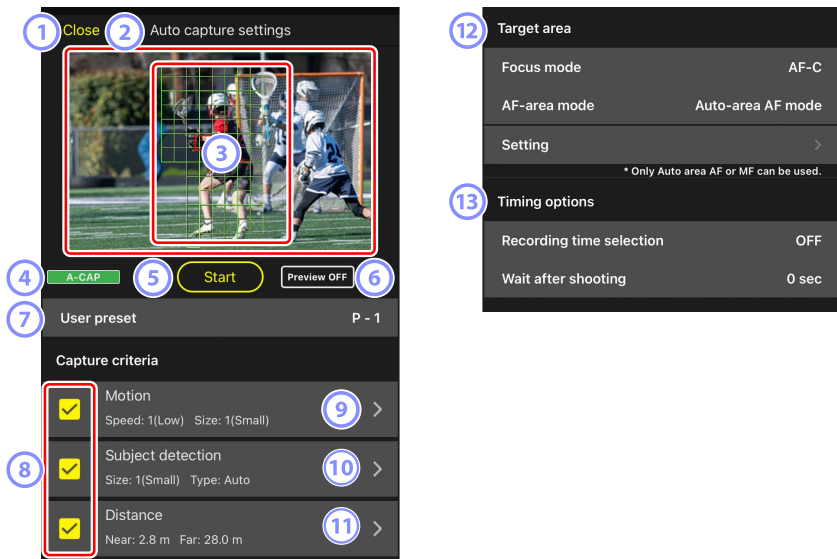 1 Close 2 Auto capture settings
3
4 A-CAP 5 Start Preview OFF 6
7 User preset P - 1
Capture criteria
8
Motion
Speed: 1(Low) Size: 1(Small) 9
Subject detection
Size: 1(Small) Type: Auto 10
Distance
Near: 2.8 m Far: 28.0 m 11
12 Target area
Focus mode AF-C
AF-area mode Auto-area AF mode
Setting
* Only Auto area AF or MF can be used.
13 Timing options
Recording time selection OFF
Wait after shooting 0 sec